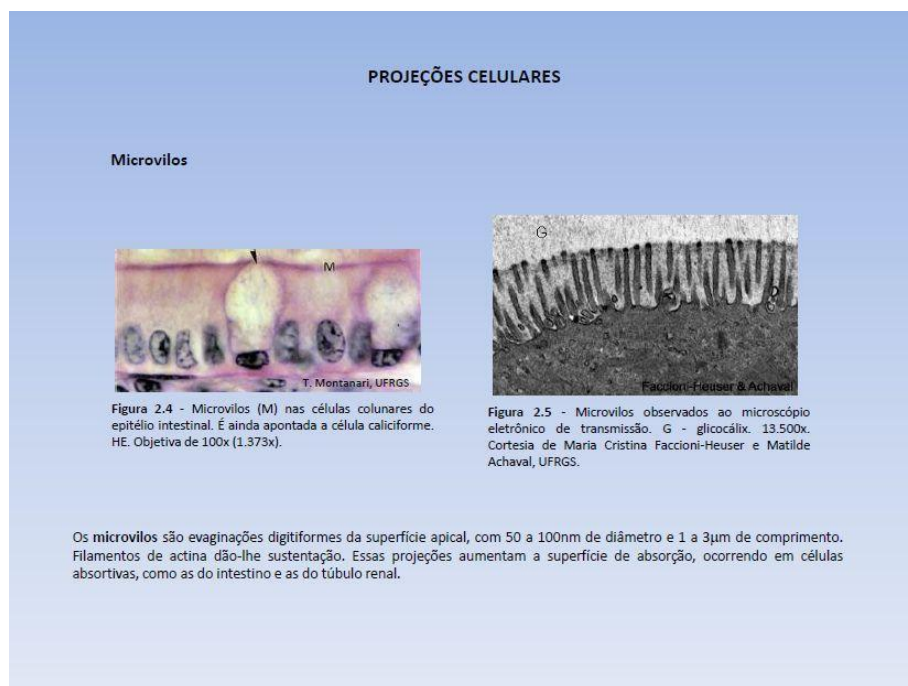 PROJEÇÕES CELULARES
Microvilos
M
T. Montanari, UFRGS
Figura 2.4 - Microvilos (M) nas células colunares do
epitélio intestinal. É ainda apontada a célula caliciforme.
HE. Objetiva de 100x (1.373x).
G
Faccioni-Heuser & Achaval
Figura 2.5 - Microvilos observados ao microscópio
eletrônico de transmissão. G - glicocálix. 13.500x.
Cortesia de Maria Cristina Faccioni-Heuser e Matilde
Achaval, UFRGS.
Os microvilos são evaginações digitiformes da superfície apical, com 50 a 100nm de diâmetro e 1 a 3μm de comprimento.
Filamentos de actina dão-lhe sustentação. Essas projeções aumentam a superfície de absorção, ocorrendo em células
absortivas, como as do intestino e as do túbulo renal.